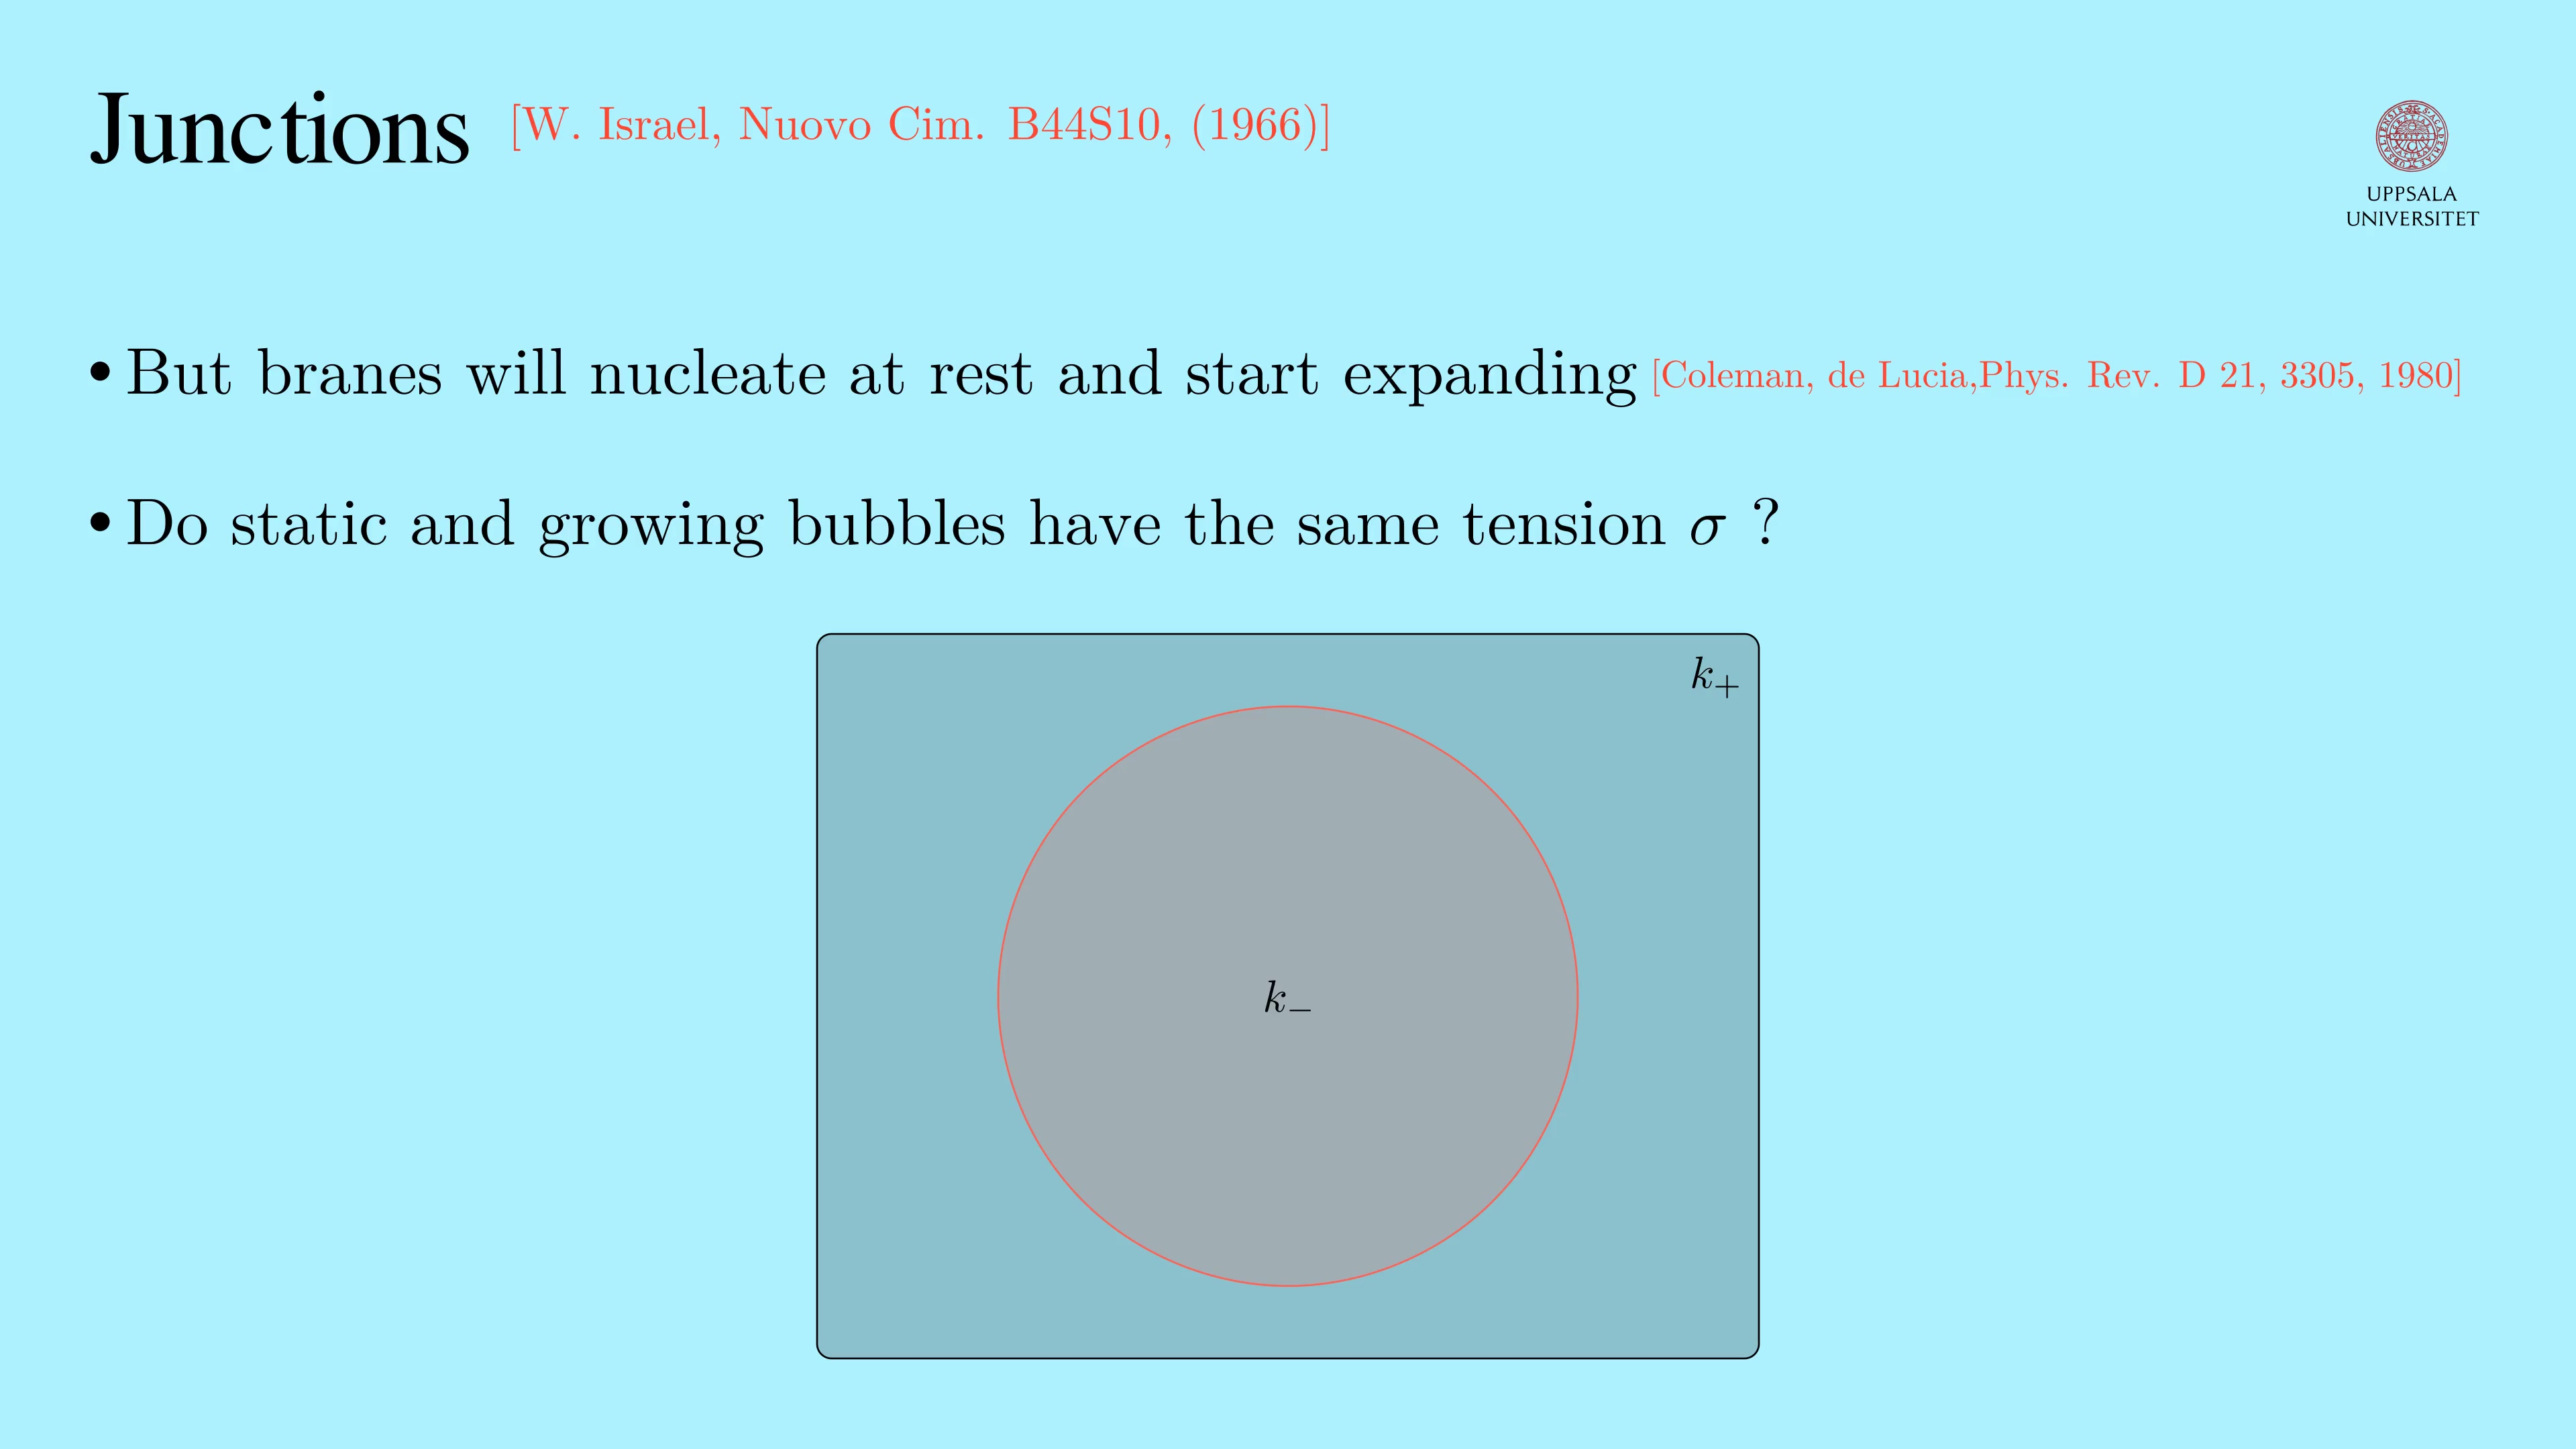 Junctions [W. Israel, Nuovo Cim. B44S10, (1966)]
UPPSALA
UNIVERSITET
• But branes will nucleate at rest and start expanding [Coleman, de Lucia,Phys. Rev. D 21, 3305, 1980]
• Do static and growing bubbles have the same tension σ ?
k₊
k₋